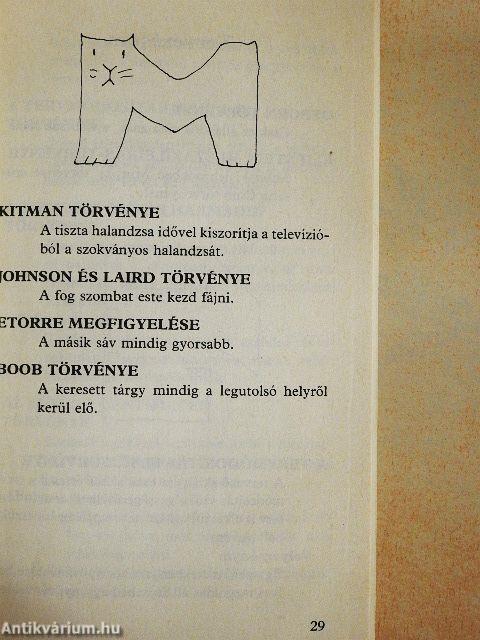 KITMAN TÖRVÉNYE
A tiszta halandzsa idővel kiszorítja a televízió-
ból a szokványos halandzsát.
JOHNSON ÉS LAIRD TÖRVÉNYE
A fog szombat este kezd fájni.
ETORRE MEGFIGYELÉSE
A másik sáv mindig gyorsabb.
BOOB TÖRVÉNYE
A keresett tárgy mindig a legutolsó helyről
kerül elő.
29
Antikvárium.hu